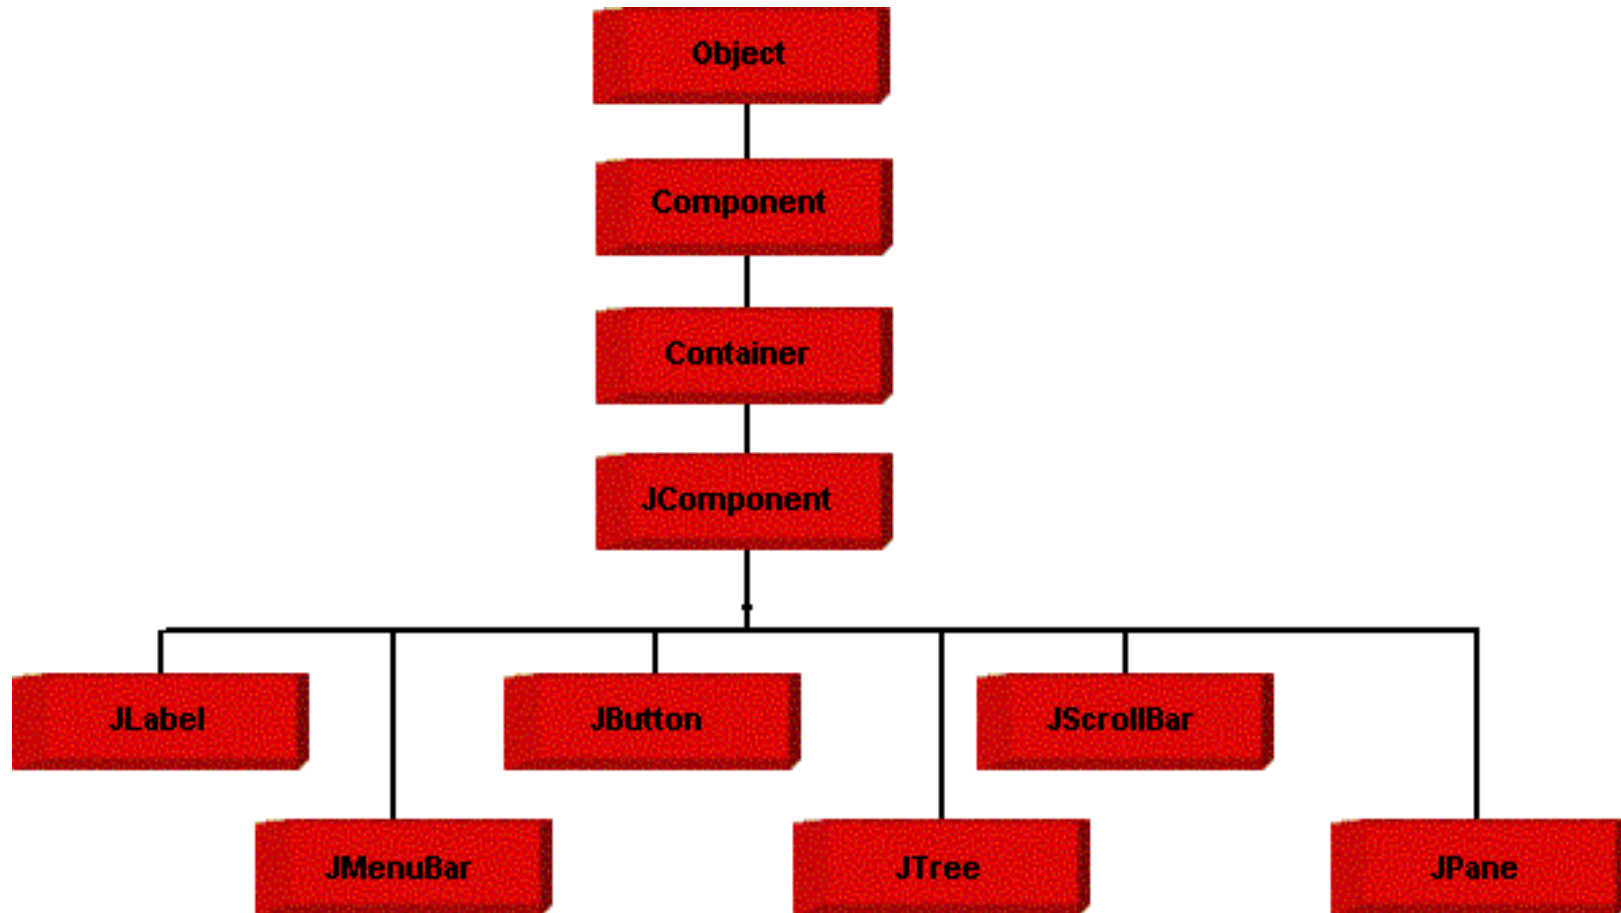 Object
Component
Container
JComponent
JLabel
JButton
JScrollBar
JMenuBar
JTree
JPane